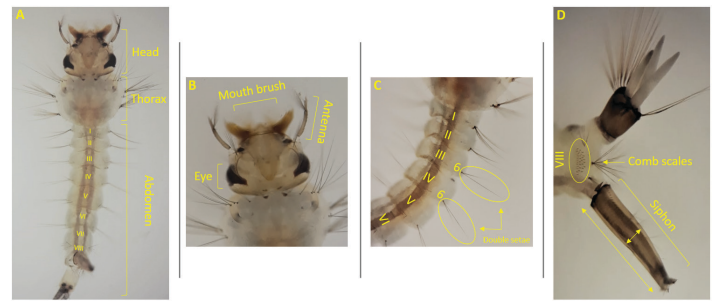 A
Head
Thorax
Abdomen
I
II
III
IV
V
VI
VII
VIII
B
Mouth brush
Antenna
Eye
C
I
II
III
IV
V
VI
6
6
Double setae
D
VIII
Comb scales
Siphon